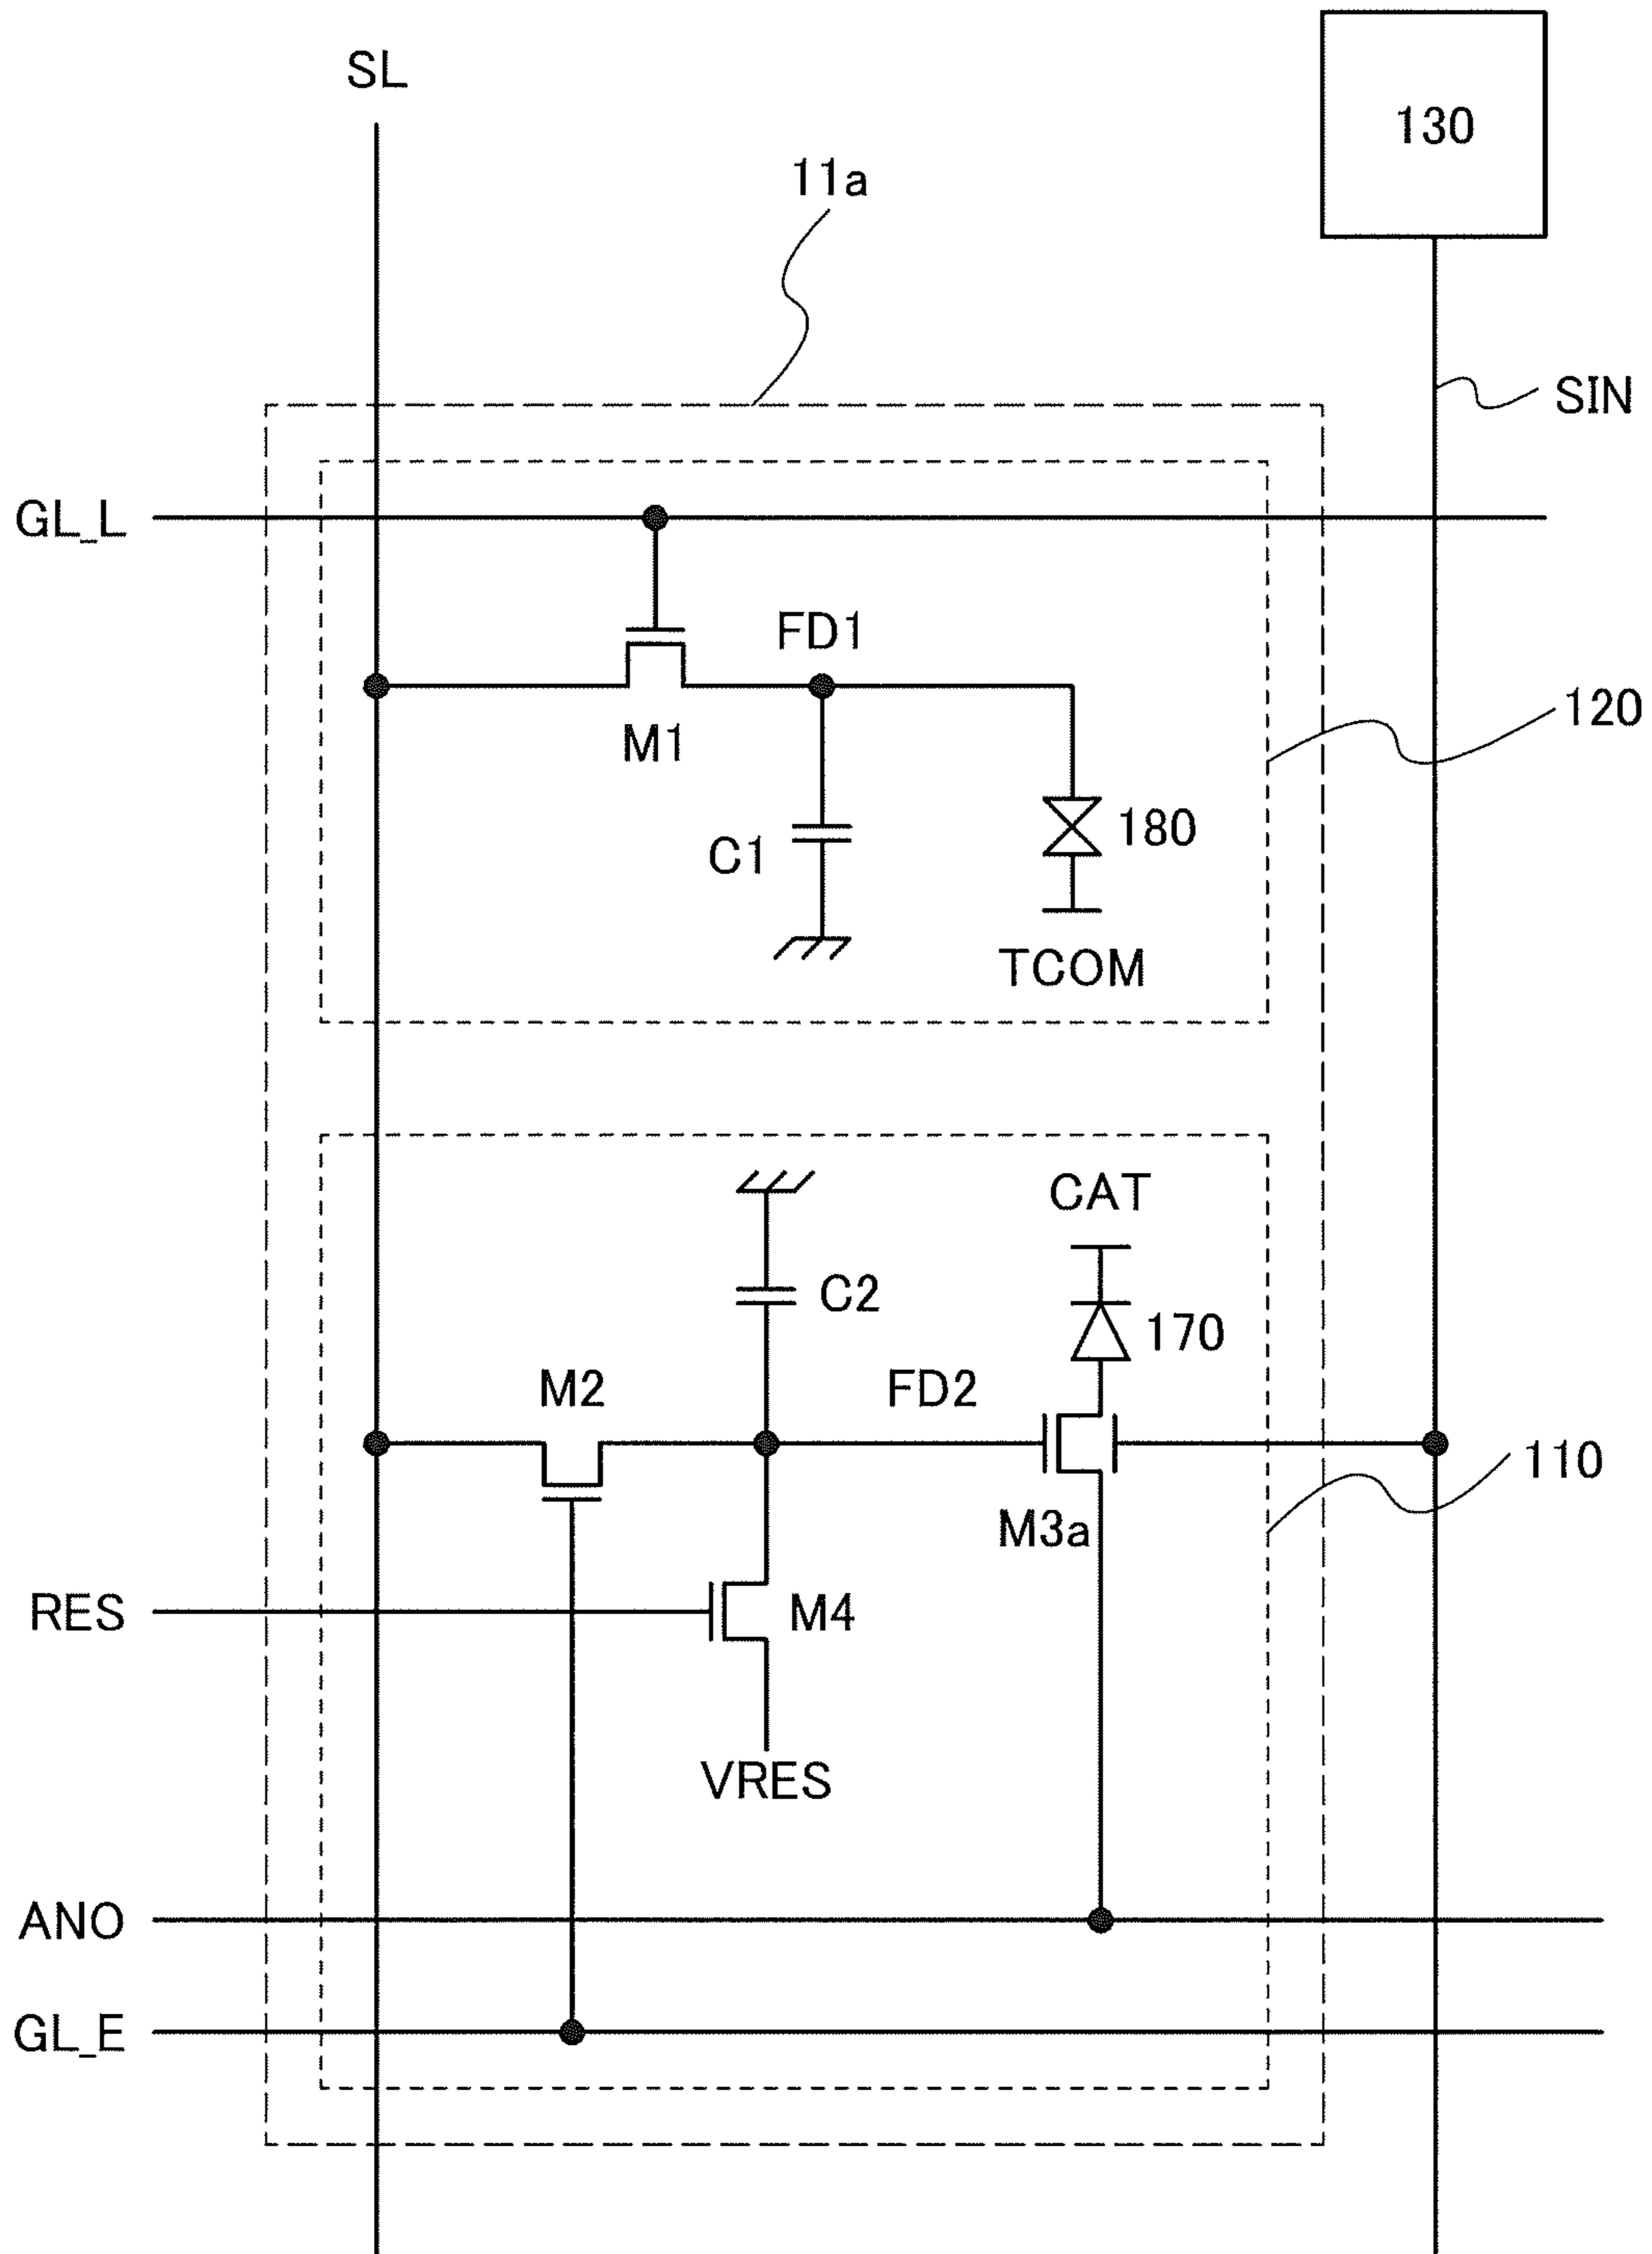 SL
130
11a
SIN
GL_L
FD1
120
M1
180
C1
TCOM
CAT
C2
170
M2
FD2
110
M3a
RES
M4
VRES
ANO
GL_E